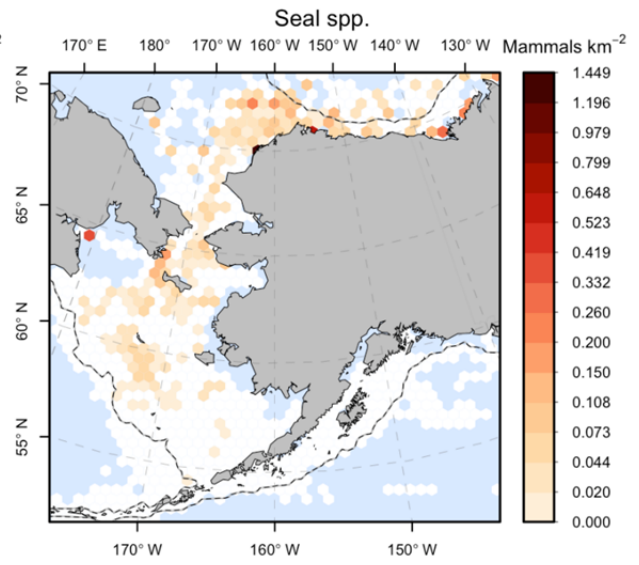 Seal spp.
2
170° E 180° 170° W 160° W 150° W 140° W 130° W
Mammals km⁻²
70° N
65° N
60° N
55° N
170° W 160° W 150° W
1.449
1.196
0.979
0.799
0.648
0.523
0.419
0.332
0.260
0.200
0.150
0.108
0.073
0.044
0.020
0.000